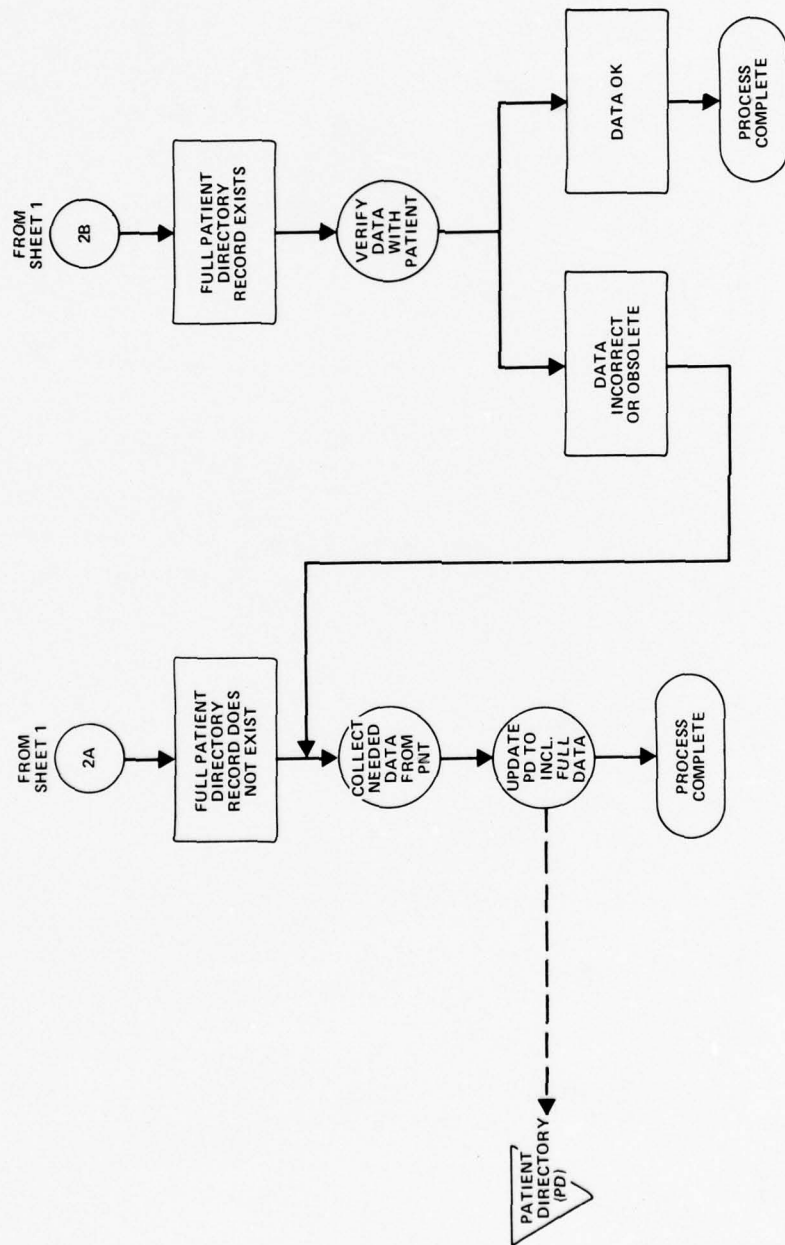 FROM
SHEET 1
2A
FULL PATIENT
DIRECTORY
RECORD DOES
NOT EXIST
COLLECT
NEEDED
DATA
FROM
PNT
UPDATE
PD TO
INCL.
FULL
DATA
PROCESS
COMPLETE
PATIENT
DIRECTORY
(PD)
FROM
SHEET 1
2B
FULL PATIENT
DIRECTORY
RECORD EXISTS
VERIFY
DATA
WITH
PATIENT
DATA
INCORRECT
OR OBSOLETE
DATA OK
PROCESS
COMPLETE